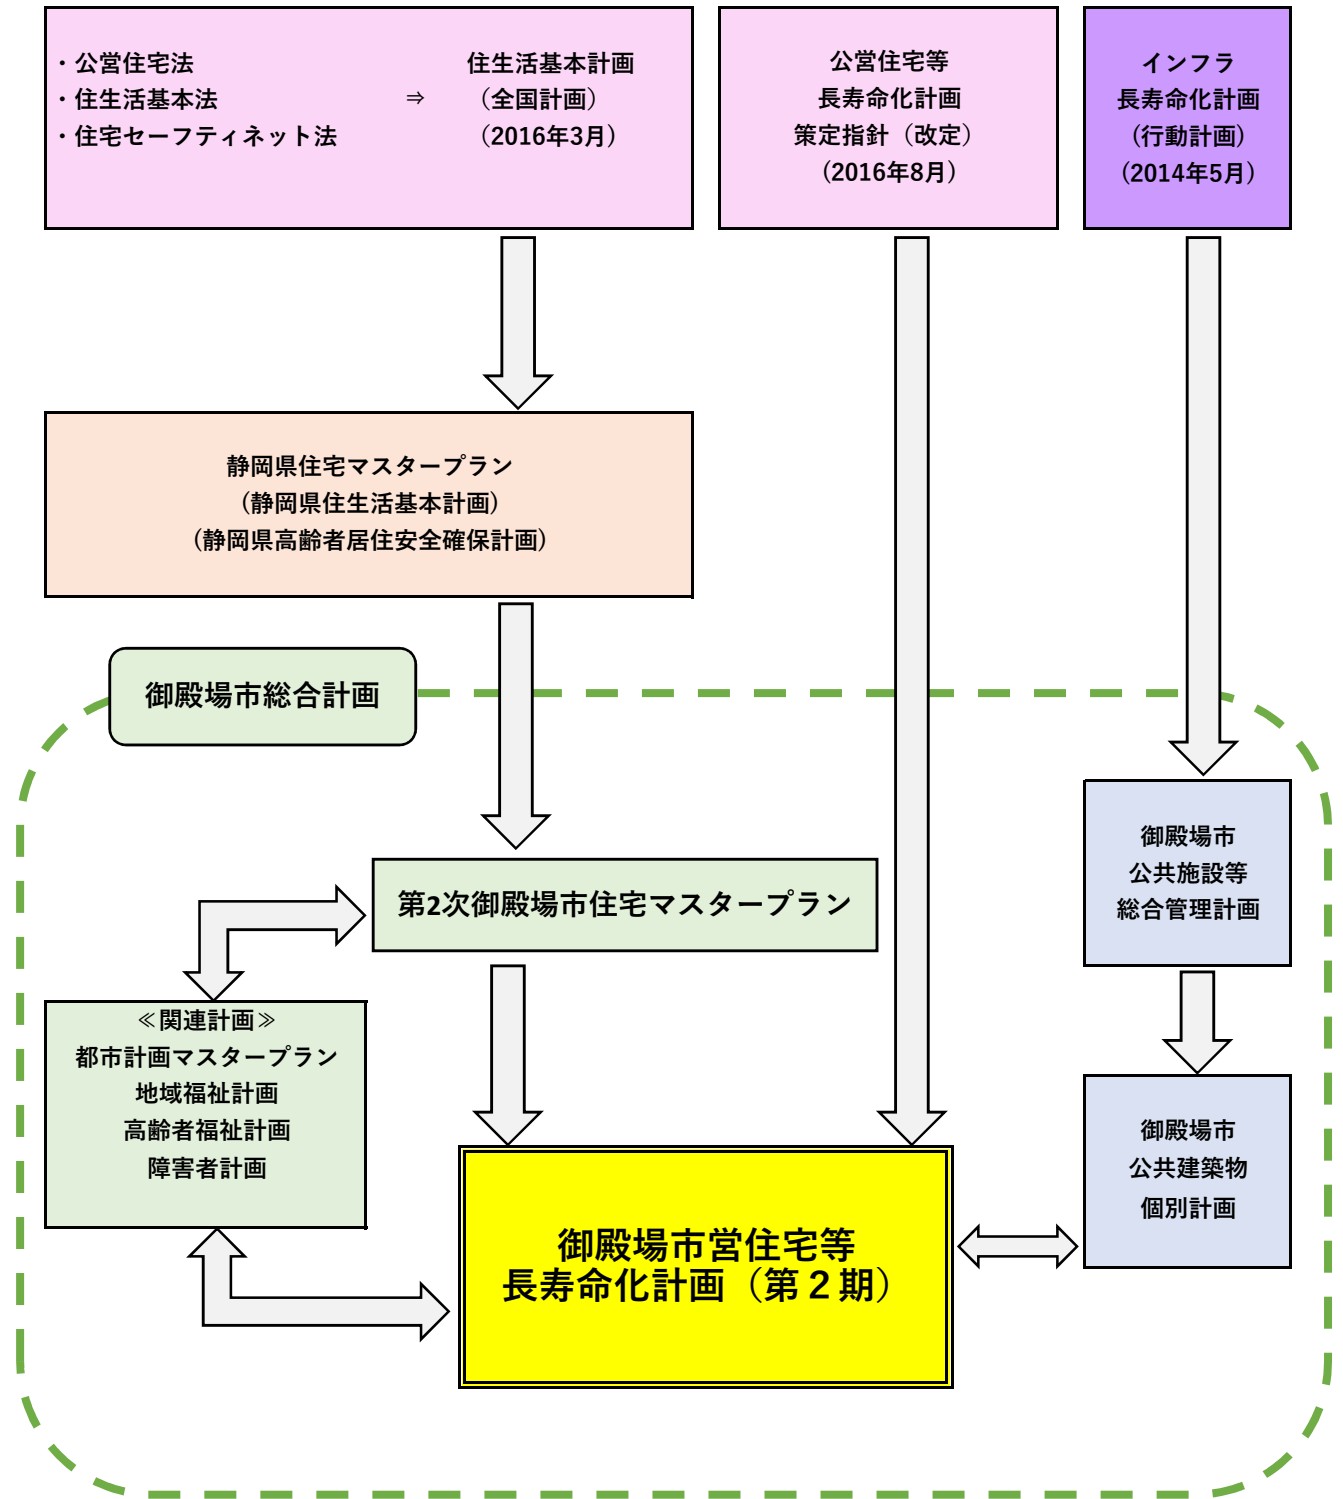 ・公営住宅法
・住生活基本法
・住宅セーフティネット法
⇒
住生活基本計画
（全国計画）
（2016年3月）
公営住宅等
長寿命化計画
策定指針（改定）
（2016年8月）
インフラ
長寿命化計画
（行動計画）
（2014年5月）
静岡県住宅マスタープラン
（静岡県住生活基本計画）
（静岡県高齢者居住安全確保計画）
御殿場市総合計画
第2次御殿場市住宅マスタープラン
御殿場市
公共施設等
総合管理計画
≪関連計画≫
都市計画マスタープラン
地域福祉計画
高齢者福祉計画
障害者計画
御殿場市
公共建築物
個別計画
御殿場市営住宅等
長寿命化計画（第２期）